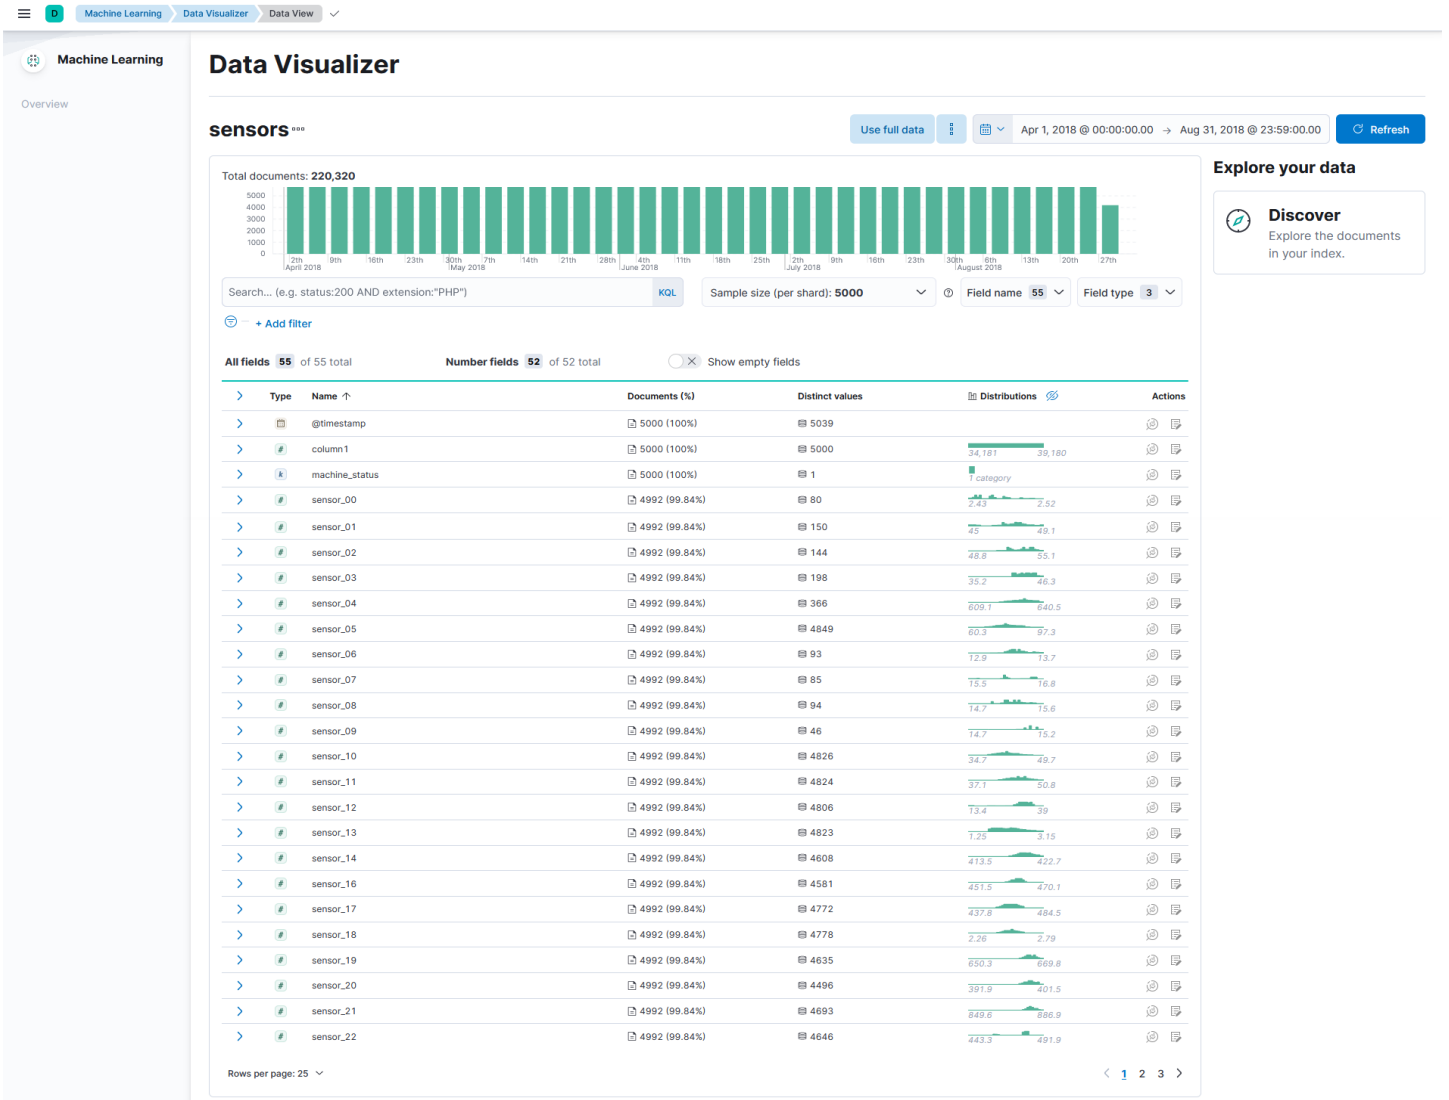 D Machine Learning Data Visualizer Data View
Machine Learning
Overview
Data Visualizer
sensors
Use full data
Apr 1, 2018 @ 00:00:00.00 → Aug 31, 2018 @ 23:59:00.00
Refresh
Total documents: 220,320
5000
4000
3000
2000
1000
0
2th 9th 16th 23th 30th 7th 14th 21th 28th 4th 11th 18th 25th 2th 9th 16th 23th 30th 6th 13th 20th 27th
April 2018 May 2018 June 2018 July 2018 August 2018
Search... (e.g. status:200 AND extension:"PHP") KQL
Sample size (per shard): 5000
Field name 55
Field type 3
+ Add filter
All fields 55 of 55 total Number fields 52 of 52 total Show empty fields
Type Name ↑ Documents (%) Distinct values Distributions Actions
@timestamp 5000 (100%) 5039
# column1 5000 (100%) 5000 34,181 39,180
k machine_status 5000 (100%) 1 1 category
# sensor_00 4992 (99.84%) 80 2.43 2.52
# sensor_01 4992 (99.84%) 150 45 49.1
# sensor_02 4992 (99.84%) 144 48.8 55.1
# sensor_03 4992 (99.84%) 198 35.2 46.3
# sensor_04 4992 (99.84%) 366 609.1 640.5
# sensor_05 4992 (99.84%) 4849 60.3 97.3
# sensor_06 4992 (99.84%) 93 12.9 13.7
# sensor_07 4992 (99.84%) 85 15.5 16.8
# sensor_08 4992 (99.84%) 94 14.7 15.6
# sensor_09 4992 (99.84%) 46 14.7 15.2
# sensor_10 4992 (99.84%) 4826 34.7 49.7
# sensor_11 4992 (99.84%) 4824 37.1 50.8
# sensor_12 4992 (99.84%) 4806 13.4 39
# sensor_13 4992 (99.84%) 4823 1.25 3.15
# sensor_14 4992 (99.84%) 4608 413.5 422.7
# sensor_16 4992 (99.84%) 4581 451.5 470.1
# sensor_17 4992 (99.84%) 4772 437.8 484.5
# sensor_18 4992 (99.84%) 4778 2.26 2.79
# sensor_19 4992 (99.84%) 4635 650.3 669.8
# sensor_20 4992 (99.84%) 4496 391.9 401.5
# sensor_21 4992 (99.84%) 4693 849.6 886.9
# sensor_22 4992 (99.84%) 4646 443.3 491.9
Rows per page: 25
1 2 3
Explore your data
Discover
Explore the documents
in your index.